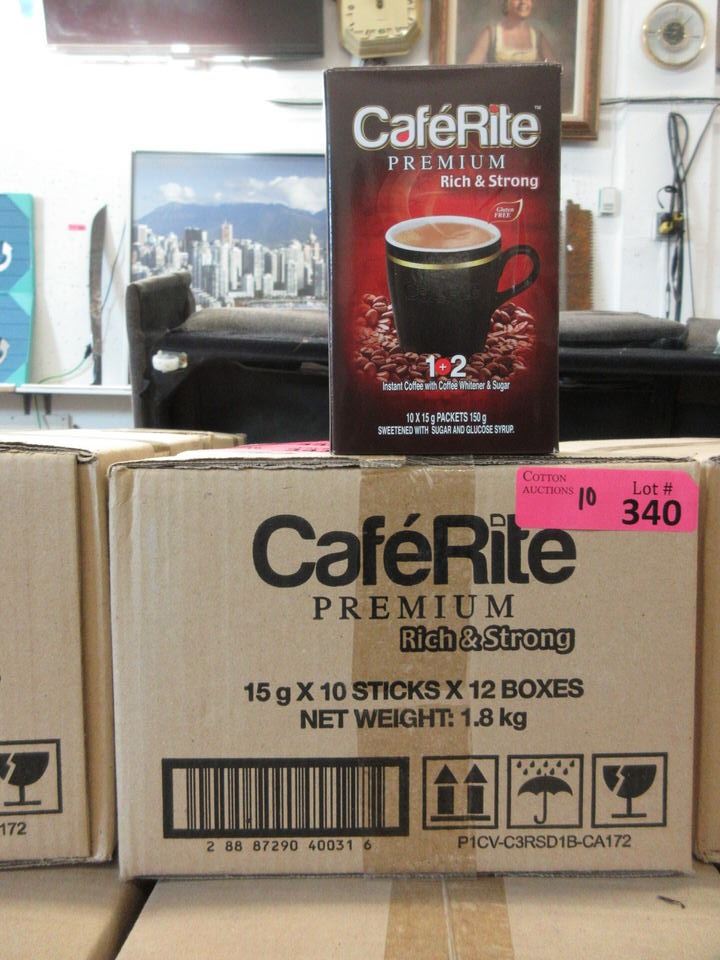 CaféRite™
PREMIUM
Rich & Strong
Gluten
FREE
1+2
Instant Coffee with Coffee Whitener & Sugar
10 X 15 g PACKETS 150 g
SWEETENED WITH SUGAR AND GLUCOSE SYRUP.
COTTON
AUCTIONS 10
Lot #
340
CaféRite
PREMIUM
Rich & Strong
15 g X 10 STICKS X 12 BOXES
NET WEIGHT: 1.8 kg
2 88 87290 40031 6
P1CV-C3RSD1B-CA172
172